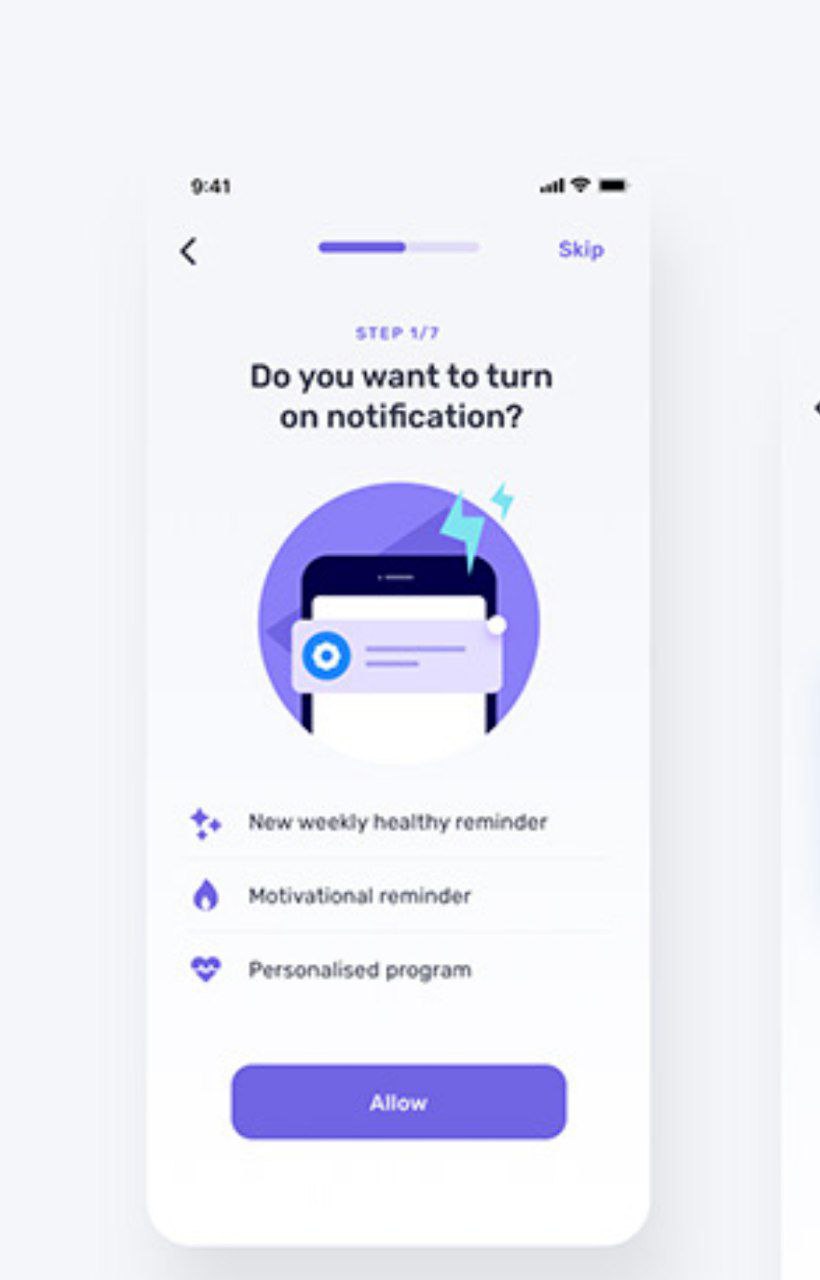 9:41
Skip
STEP 1/7
Do you want to turn
on notification?
New weekly healthy reminder
Motivational reminder
Personalised program
Allow